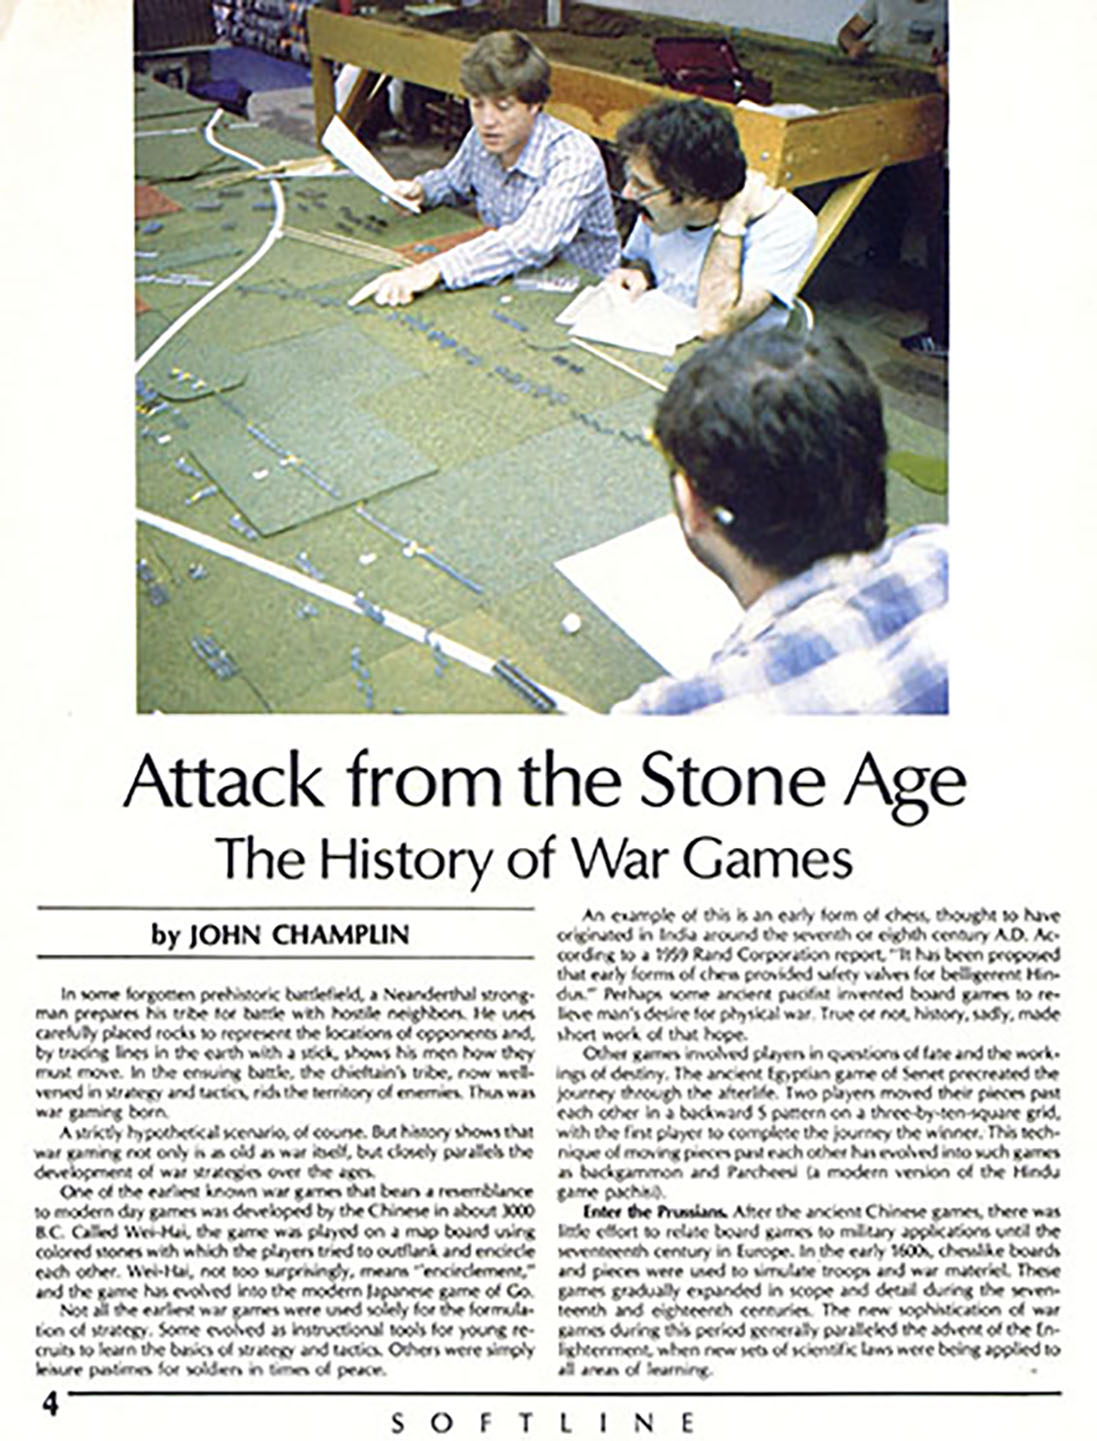 Attack from the Stone Age
The History of War Games
by JOHN CHAMPLIN
In some forgotten prehistoric battlefield, a Neanderthal strong-
man prepares his tribe for battle with hostile neighbors. He uses
carefully placed rocks to represent the locations of opponents and,
by tracing lines in the earth with a stick, shows his men how they
must move. In the ensuing battle, the chieftain's tribe, now well-
versed in strategy and tactics, rids the territory of enemies. Thus was
war gaming born.
A strictly hypothetical scenario, of course. But history shows that
war gaming not only is as old as war itself, but closely parallels the
development of war strategies over the ages.
One of the earliest known war games that bears a resemblance
to modern day games was developed by the Chinese in about 3000
B.C. Called Wei-Hai, the game was played on a map board using
colored stones with which the players tried to outflank and encircle
each other. Wei-Hai, not too surprisingly, means "encirclement,"
and the game has evolved into the modern Japanese game of Go.
Not all the earliest war games were used solely for the formula-
tion of strategy. Some evolved as instructional tools for young re-
cruits to learn the basics of strategy and tactics. Others were simply
leisure pastimes for soldiers in times of peace.
An example of this is an early form of chess, thought to have
originated in India around the seventh or eighth century A.D. Ac-
cording to a 1959 Rand Corporation report, "It has been proposed
that early forms of chess provided safety valves for belligerent Hin-
dus." Perhaps some ancient pacifist invented board games to re-
lieve man's desire for physical war. True or not, history, sadly, made
short work of that hope.
Other games involved players in questions of fate and the work-
ings of destiny. The ancient Egyptian game of Senet precreated the
journey through the afterlife. Two players moved their pieces past
each other in a backward S pattern on a three-by-ten-square grid,
with the first player to complete the journey the winner. This tech-
nique of moving pieces past each other has evolved into such games
as backgammon and Parcheesi (a modern version of the Hindu
game pachisi).
Enter the Prussians. After the ancient Chinese games, there was
little effort to relate board games to military applications until the
seventeenth century in Europe. In the early 1600s, chesslike boards
and pieces were used to simulate troops and war materiel. These
games gradually expanded in scope and detail during the seven-
teenth and eighteenth centuries. The new sophistication of war
games during this period generally paralleled the advent of the En-
lightenment, when new sets of scientific laws were being applied to
all areas of learning.
4
SOFTLINE